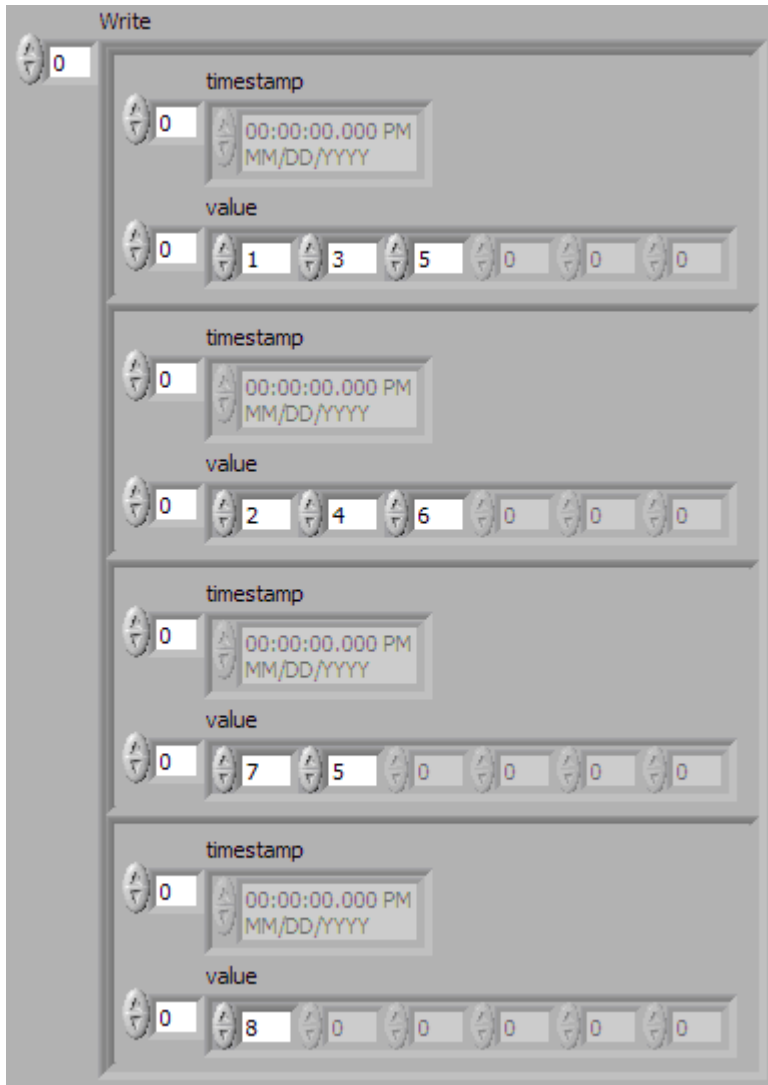 Write
0
timestamp
0 00:00:00.000 PM
MM/DD/YYYY
value
0 1 3 5 0 0 0
timestamp
0 00:00:00.000 PM
MM/DD/YYYY
value
0 2 4 6 0 0 0
timestamp
0 00:00:00.000 PM
MM/DD/YYYY
value
0 7 5 0 0 0 0
timestamp
0 00:00:00.000 PM
MM/DD/YYYY
value
0 8 0 0 0 0 0